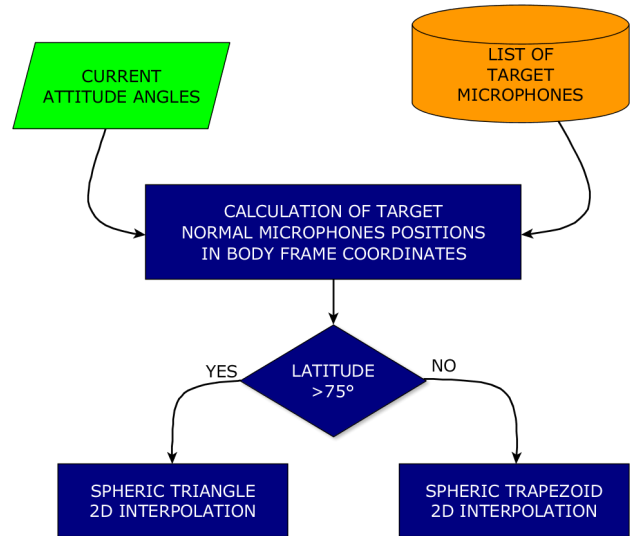 CURRENT
ATTITUDE ANGLES
LIST OF
TARGET
MICROPHONES
CALCULATION OF TARGET
NORMAL MICROPHONES POSITIONS
IN BODY FRAME COORDINATES
LATITUDE
>75°
YES
NO
SPHERIC TRIANGLE
2D INTERPOLATION
SPHERIC TRAPEZOID
2D INTERPOLATION